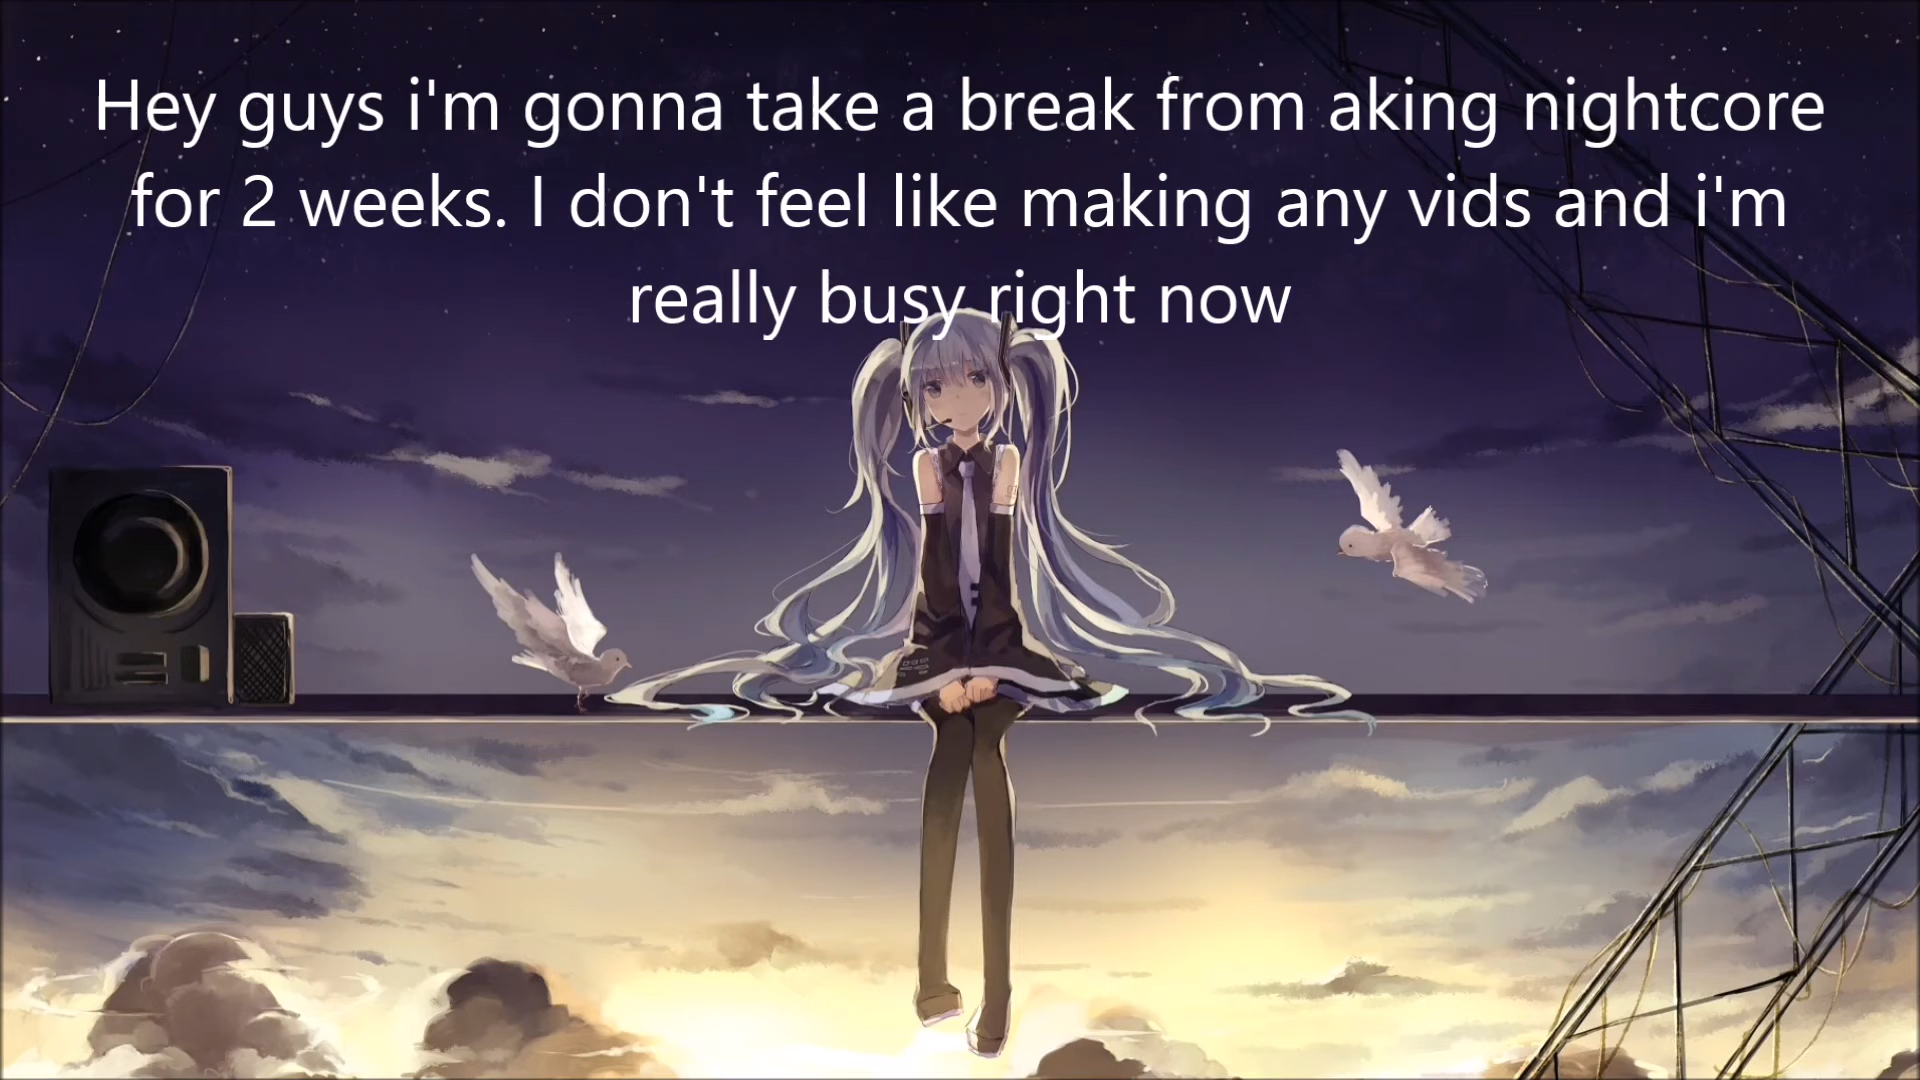 Hey guys i'm gonna take a break from aking nightcore
for 2 weeks. I don't feel like making any vids and i'm
really busy right now